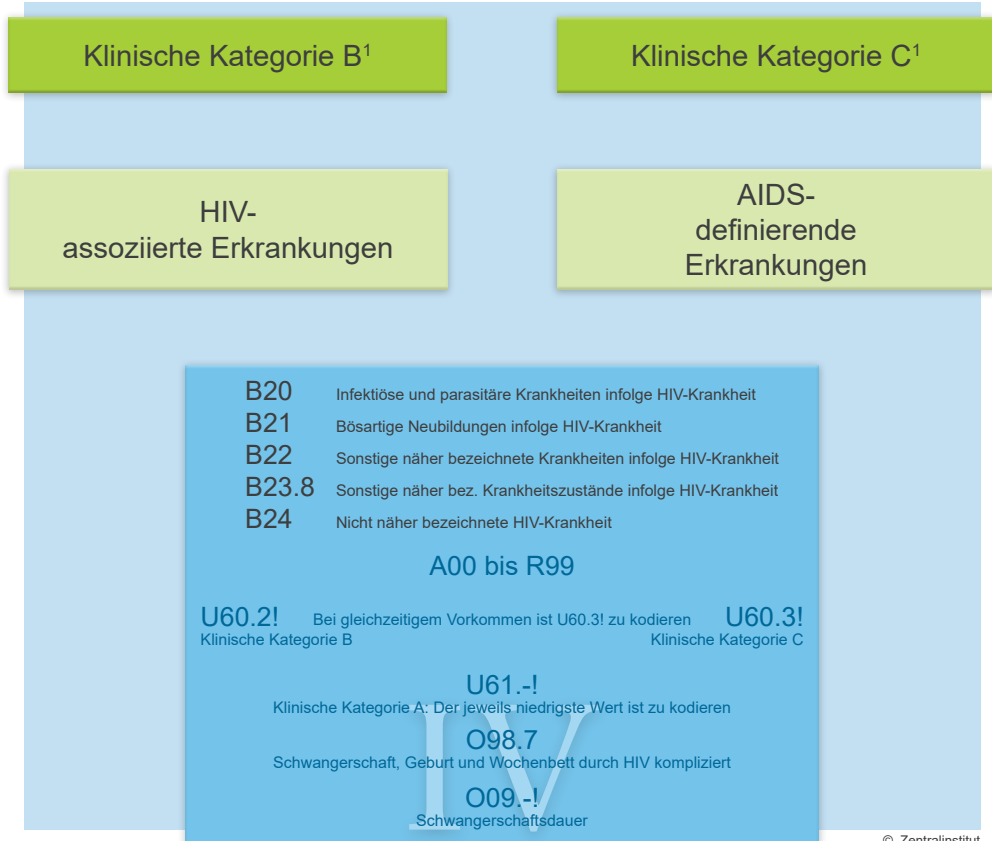 Klinische Kategorie B¹
Klinische Kategorie C¹
HIV-
assoziierte Erkrankungen
AIDS-
definierende
Erkrankungen
B20 Infektiöse und parasitäre Krankheiten infolge HIV-Krankheit
B21 Bösartige Neubildungen infolge HIV-Krankheit
B22 Sonstige näher bezeichnete Krankheiten infolge HIV-Krankheit
B23.8 Sonstige näher bez. Krankheitszustände infolge HIV-Krankheit
B24 Nicht näher bezeichnete HIV-Krankheit
A00 bis R99
U60.2! Bei gleichzeitigem Vorkommen ist U60.3! zu kodieren U60.3!
Klinische Kategorie B Klinische Kategorie C
U61.-!
Klinische Kategorie A: Der jeweils niedrigste Wert ist zu kodieren
IV
O98.7
Schwangerschaft, Geburt und Wochenbett durch HIV kompliziert
O09.-!
Schwangerschaftsdauer
© Zentralinstitut